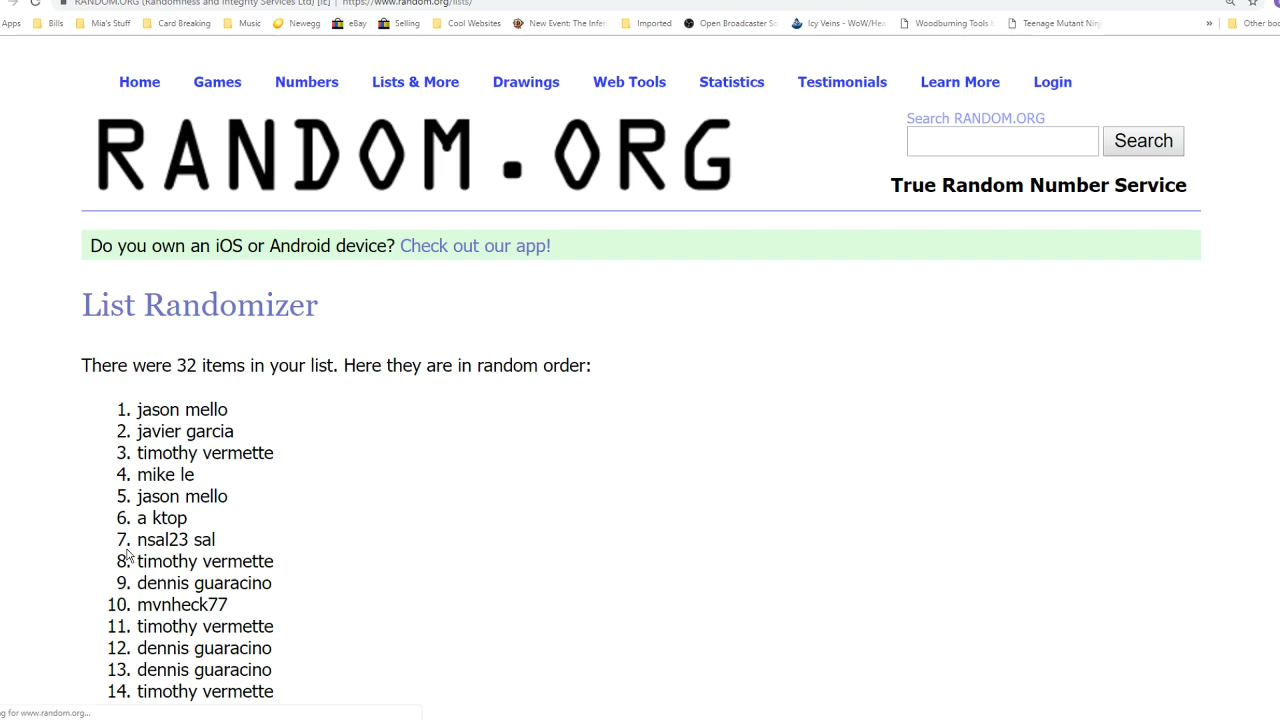 RANDOM.ORG (Randomness and Integrity Services Ltd) [IE] | https://www.random.org/lists/
Apps Bills Mia's Stuff Card Breaking Music Newegg eBay Selling Cool Websites New Event: The Infer Imported Open Broadcaster So Icy Veins - WoW/Hea Woodburning Tools & Teenage Mutant Ninj » Other boo
Home Games Numbers Lists & More Drawings Web Tools Statistics Testimonials Learn More Login
RANDOM.ORG
Search RANDOM.ORG
Search
True Random Number Service
Do you own an iOS or Android device? Check out our app!
List Randomizer
There were 32 items in your list. Here they are in random order:
1. jason mello
2. javier garcia
3. timothy vermette
4. mike le
5. jason mello
6. a ktop
7. nsal23 sal
8. timothy vermette
9. dennis guaracino
10. mvnheck77
11. timothy vermette
12. dennis guaracino
13. dennis guaracino
14. timothy vermette
g for www.random.org...